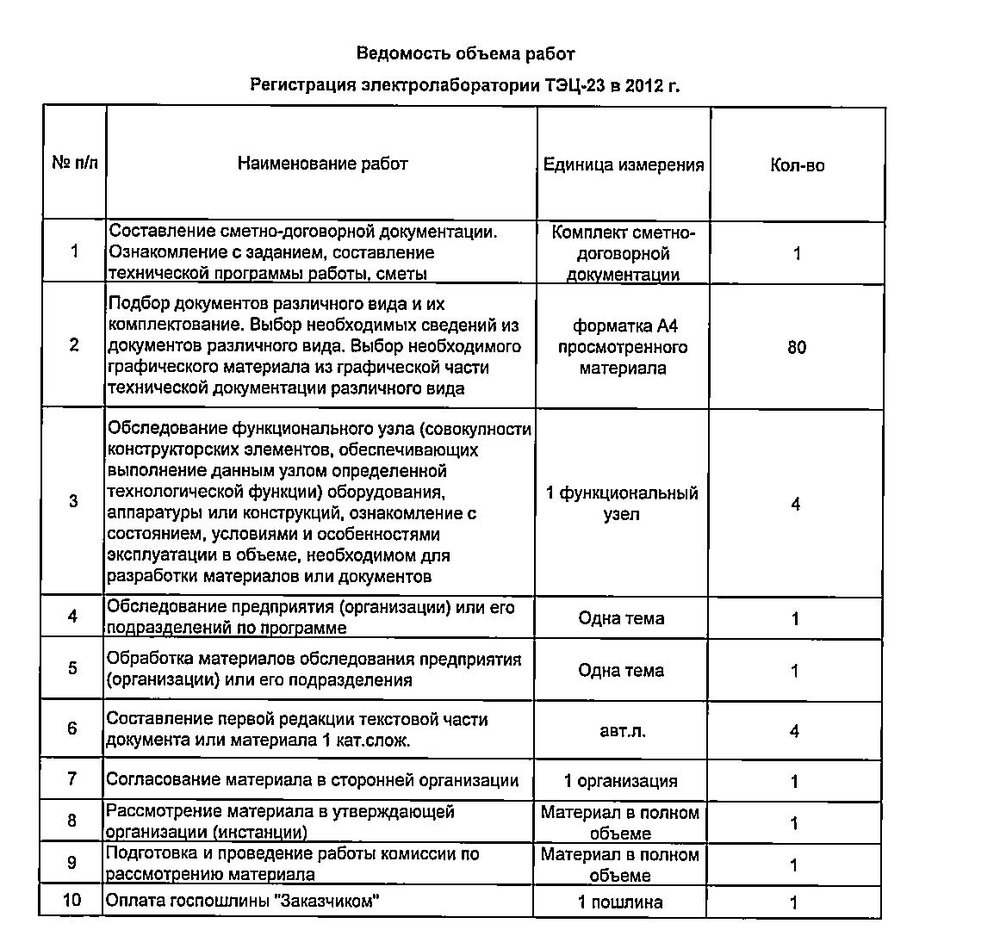 Ведомость объема работ
Регистрация электролаборатории ТЭЦ-23 в 2012 г.
№ п/п
Наименование работ
Единица измерения
Кол-во
1
Составление сметно-договорной документации.
Ознакомление с заданием, составление
технической программы работы, сметы
Комплект сметно-
договорной
документации
1
2
Подбор документов различного вида и их
комплектование. Выбор необходимых сведений из
документов различного вида. Выбор необходимого
графического материала из графической части
технической документации различного вида
форматка А4
просмотренного
материала
80
3
Обследование функционального узла (совокупности
конструкторских элементов, обеспечивающих
выполнение данным узлом определенной
технологической функции) оборудования,
аппаратуры или конструкций, ознакомление с
состоянием, условиями и особенностями
эксплуатации в объеме, необходимом для
разработки материалов или документов
1 функциональный
узел
4
4
Обследование предприятия (организации) или его
подразделений по программе
Одна тема
1
5
Обработка материалов обследования предприятия
(организации) или его подразделения
Одна тема
1
6
Составление первой редакции текстовой части
документа или материала 1 кат.слож.
авт.л.
4
7
Согласование материала в сторонней организации
1 организация
1
8
Рассмотрение материала в утверждающей
организации (инстанции)
Материал в полном
объеме
1
9
Подготовка и проведение работы комиссии по
рассмотрению материала
Материал в полном
объеме
1
10
Оплата госпошлины "Заказчиком"
1 пошлина
1